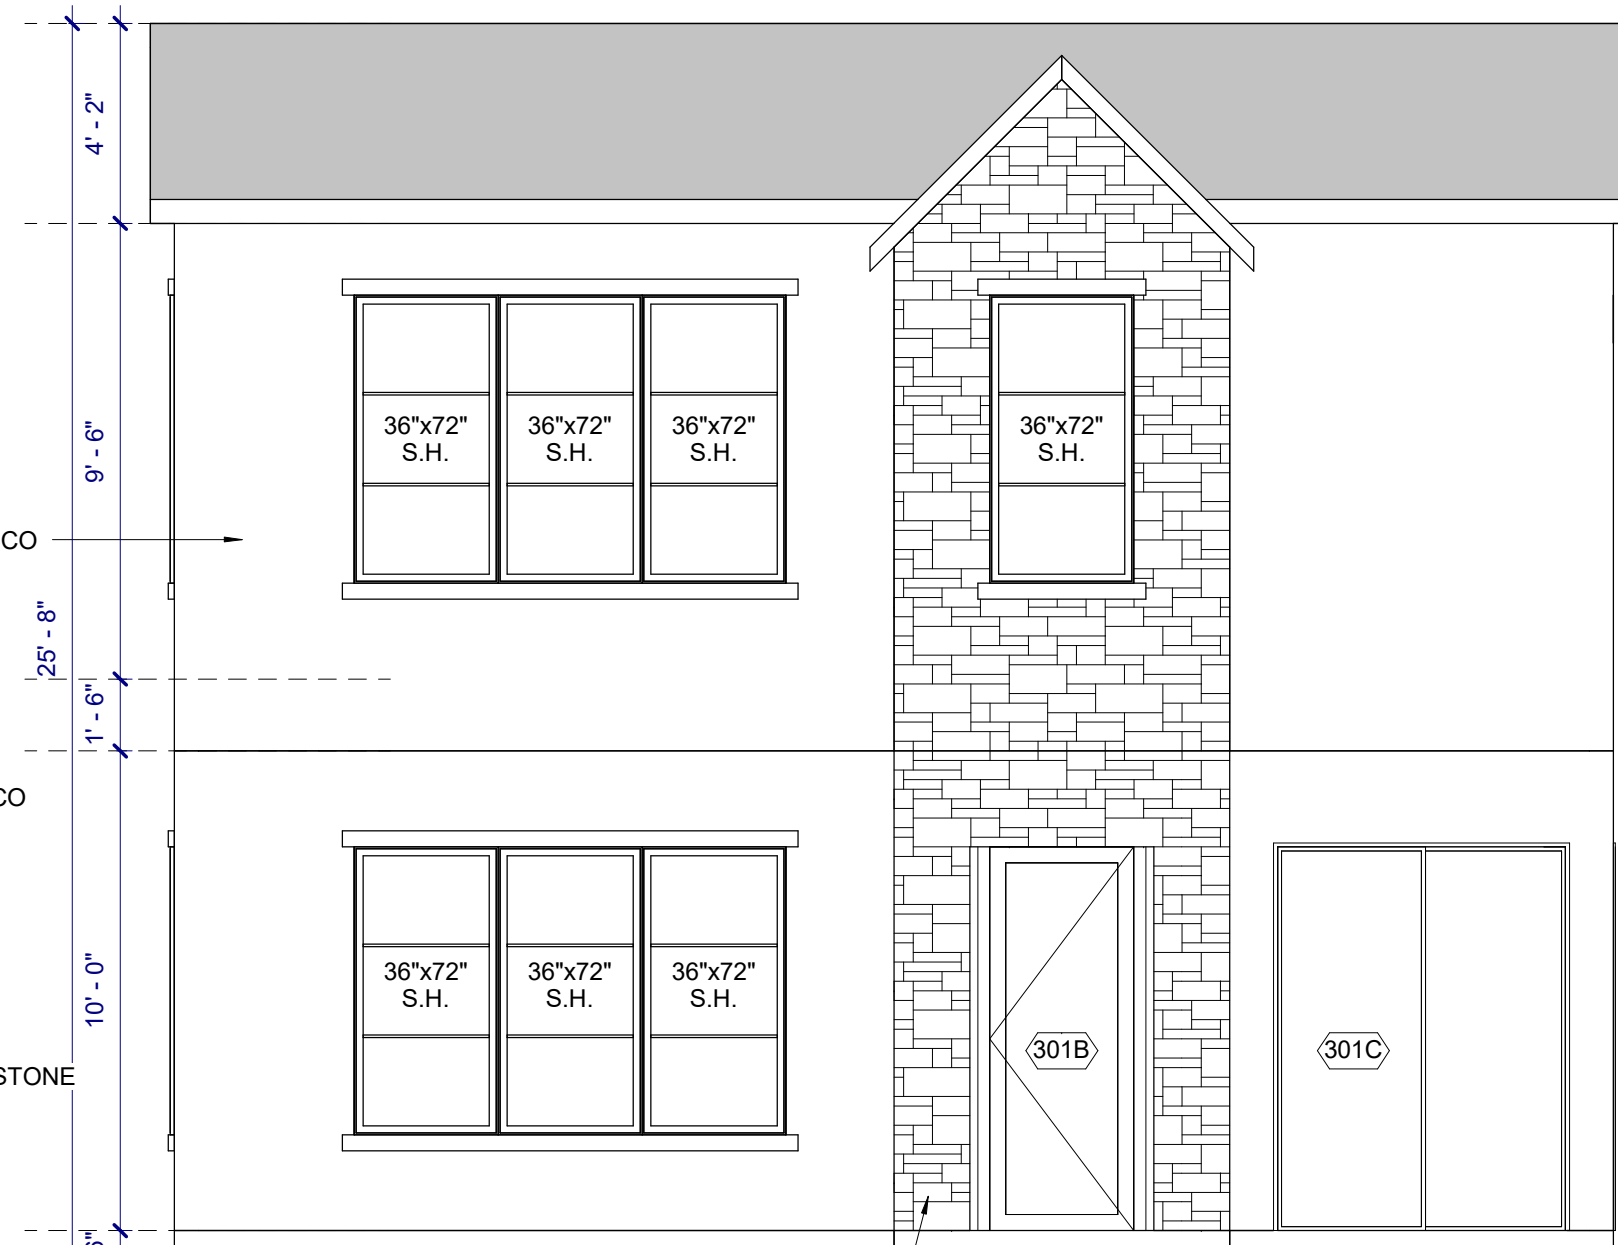 4' - 2"
9' - 6"
36"x72"
S.H.
36"x72"
S.H.
36"x72"
S.H.
36"x72"
S.H.
CO
25' - 8"
1' - 6"
CO
10' - 0"
36"x72"
S.H.
36"x72"
S.H.
36"x72"
S.H.
301B
301C
STONE